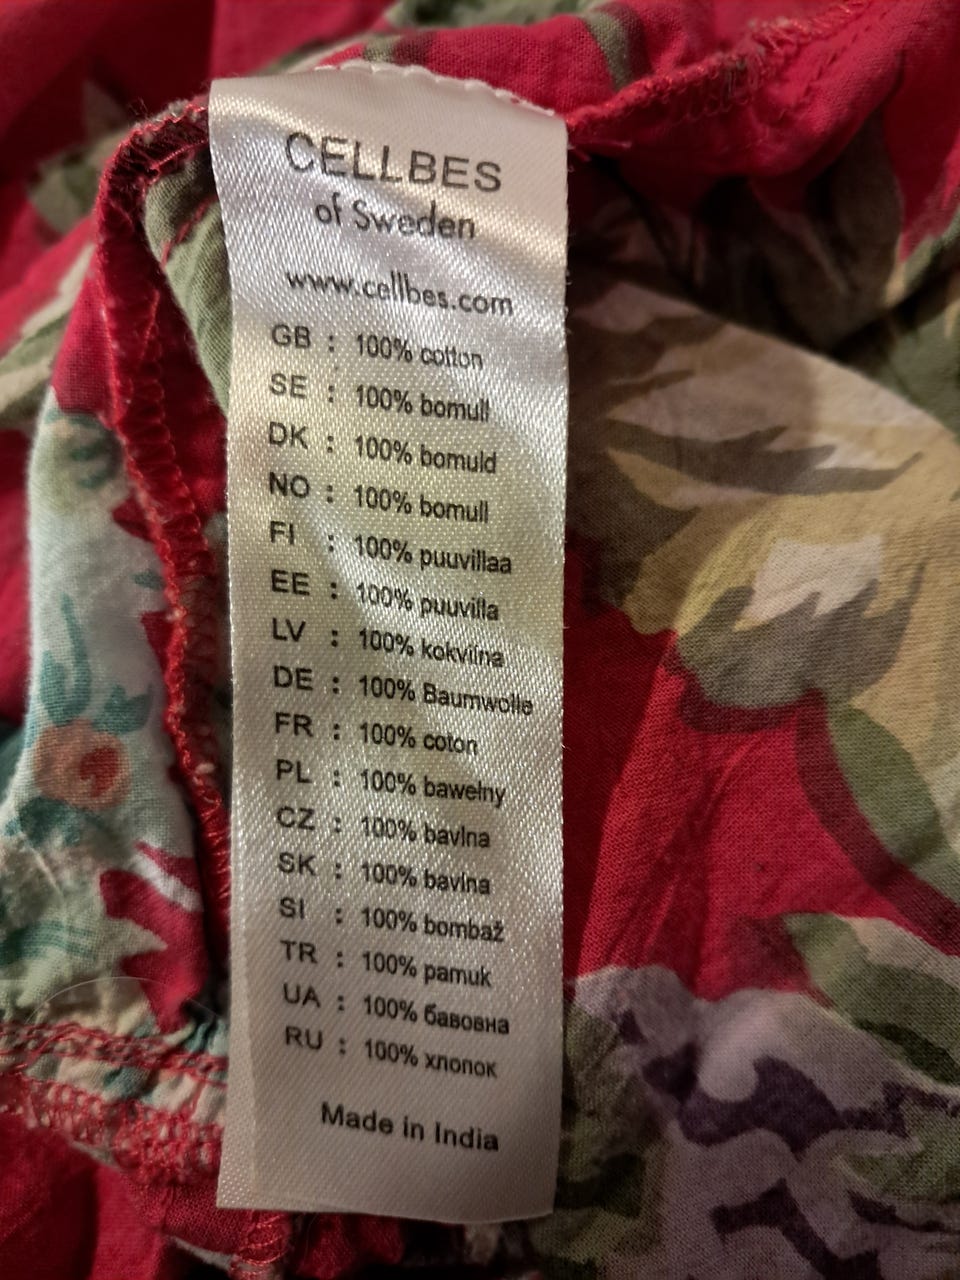 CELLBES
of Sweden
www.cellbes.com
GB : 100% cotton
SE : 100% bomull
DK : 100% bomuld
NO : 100% bomull
FI : 100% puuvillaa
EE : 100% puuvilla
LV : 100% kokvilna
DE : 100% Baumwolle
FR : 100% coton
PL : 100% bawełny
CZ : 100% bavlna
SK : 100% bavlna
SI : 100% bombaž
TR : 100% pamuk
UA : 100% бавовна
RU : 100% хлопок
Made in India